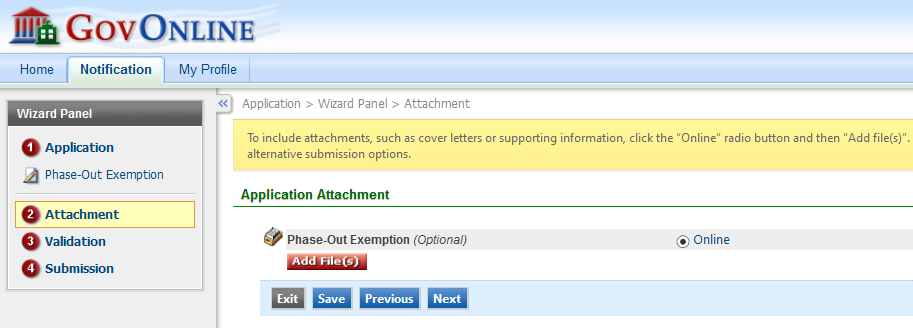 GOVONLINE
Home Notification My Profile
Wizard Panel
1 Application
Phase-Out Exemption
2 Attachment
3 Validation
4 Submission
«
Application > Wizard Panel > Attachment
To include attachments, such as cover letters or supporting information, click the “Online” radio button and then “Add file(s)”.
alternative submission options.
Application Attachment
Phase-Out Exemption (Optional) Online
Add File(s)
Exit Save Previous Next